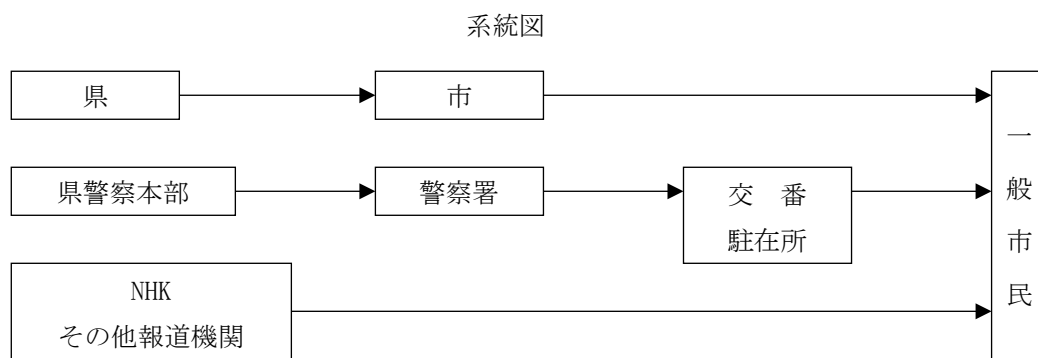 系統図
県
市
県警察本部
警察署
交　番
駐在所
NHK
その他報道機関
一般市民